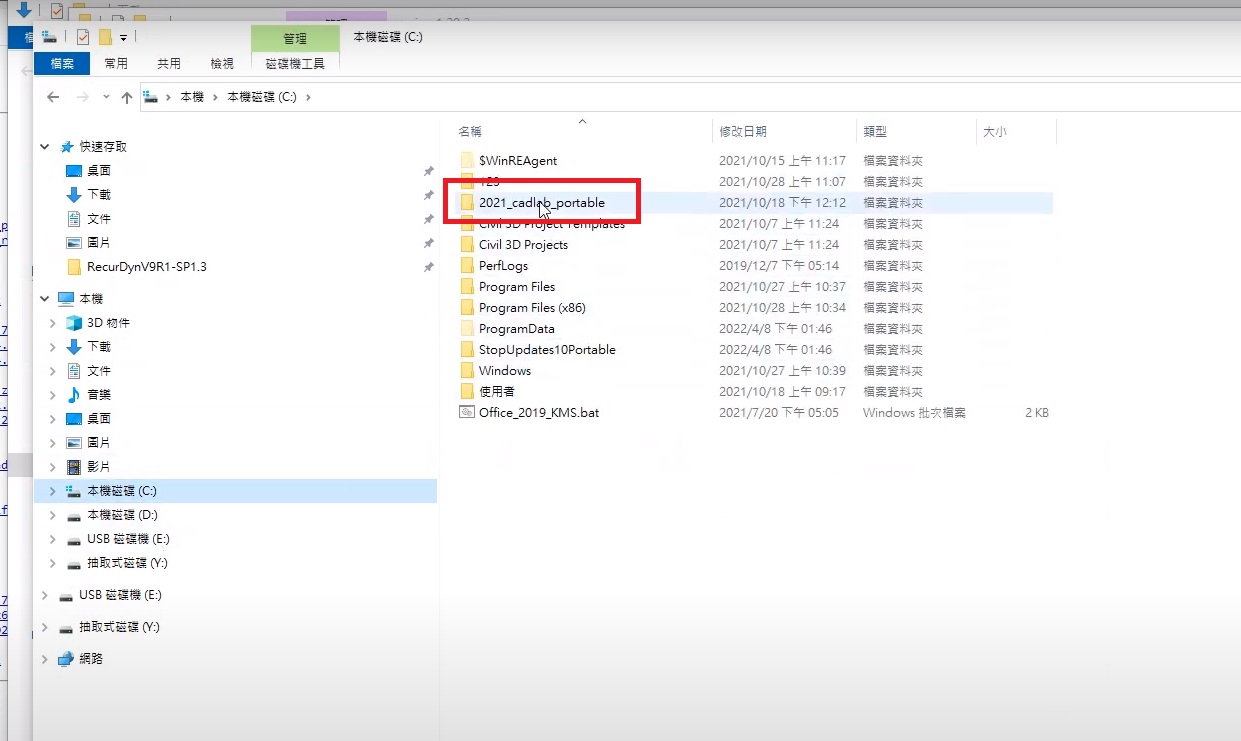 管理
本機磁碟 (C:)
檔案
常用
共用
檢視
磁碟機工具
本機 › 本機磁碟 (C:) ›
快速存取
桌面
下載
文件
圖片
RecurDynV9R1-SP1.3
本機
3D 物件
下載
文件
音樂
桌面
圖片
影片
本機磁碟 (C:)
本機磁碟 (D:)
USB 磁碟機 (E:)
抽取式磁碟 (Y:)
USB 磁碟機 (E:)
抽取式磁碟 (Y:)
網路
名稱 修改日期 類型 大小
$WinREAgent 2021/10/15 上午 11:17 檔案資料夾
123 2021/10/28 上午 11:07 檔案資料夾
2021_cadlab_portable 2021/10/18 下午 12:12 檔案資料夾
Civil 3D Project Templates 2021/10/7 上午 11:24 檔案資料夾
Civil 3D Projects 2021/10/7 上午 11:24 檔案資料夾
PerfLogs 2019/12/7 下午 05:14 檔案資料夾
Program Files 2021/10/27 上午 10:37 檔案資料夾
Program Files (x86) 2021/10/28 上午 10:34 檔案資料夾
ProgramData 2022/4/8 下午 01:46 檔案資料夾
StopUpdates10Portable 2022/4/8 下午 01:46 檔案資料夾
Windows 2021/10/27 上午 10:39 檔案資料夾
使用者 2021/10/18 上午 09:17 檔案資料夾
Office_2019_KMS.bat 2021/7/20 下午 05:05 Windows 批次檔案 2 KB